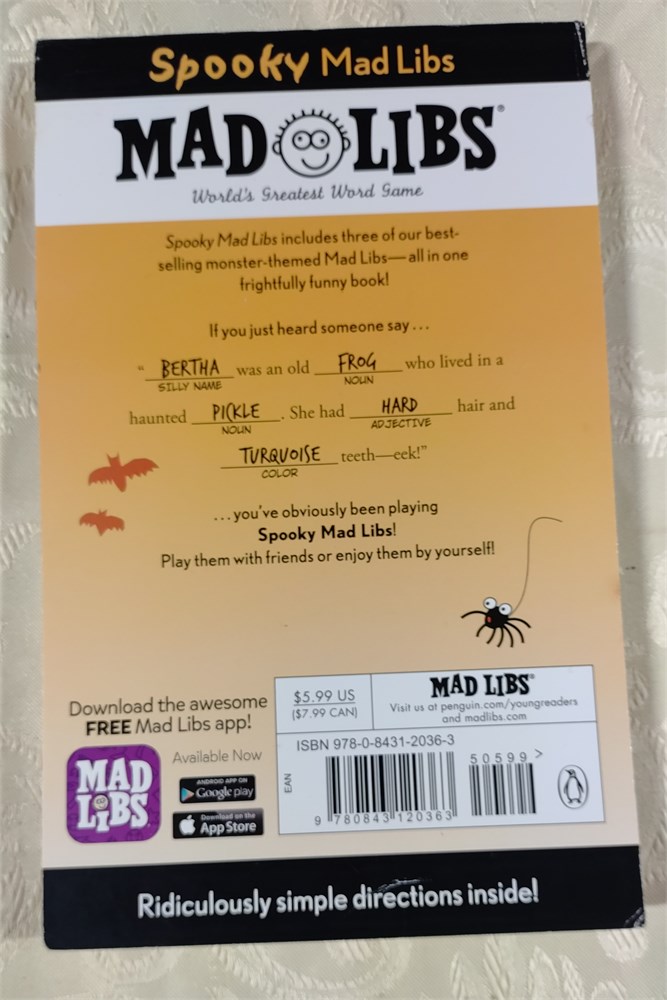 Spooky Mad Libs
MAD LIBS®
World's Greatest Word Game
Spooky Mad Libs includes three of our best-
selling monster-themed Mad Libs—all in one
frightfully funny book!
If you just heard someone say . . .
“ BERTHA was an old FROG who lived in a
SILLY NAME NOUN
haunted PICKLE . She had HARD hair and
NOUN ADJECTIVE
TURQUOISE teeth—eek!”
COLOR
. . . you've obviously been playing
Spooky Mad Libs!
Play them with friends or enjoy them by yourself!
Download the awesome
FREE Mad Libs app!
MAD
LIBS
Available Now
ANDROID APP ON
Google play
Download on the
App Store
$5.99 US
($7.99 CAN)
MAD LIBS®
Visit us at penguin.com/youngreaders
and madlibs.com
ISBN 978-0-8431-2036-3
50599>
EAN
9 780843 120363
Ridiculously simple directions inside!